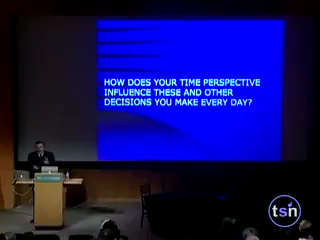 HOW DOES YOUR TIME PERSPECTIVE
INFLUENCE THESE AND OTHER
DECISIONS YOU MAKE EVERY DAY?
tsn